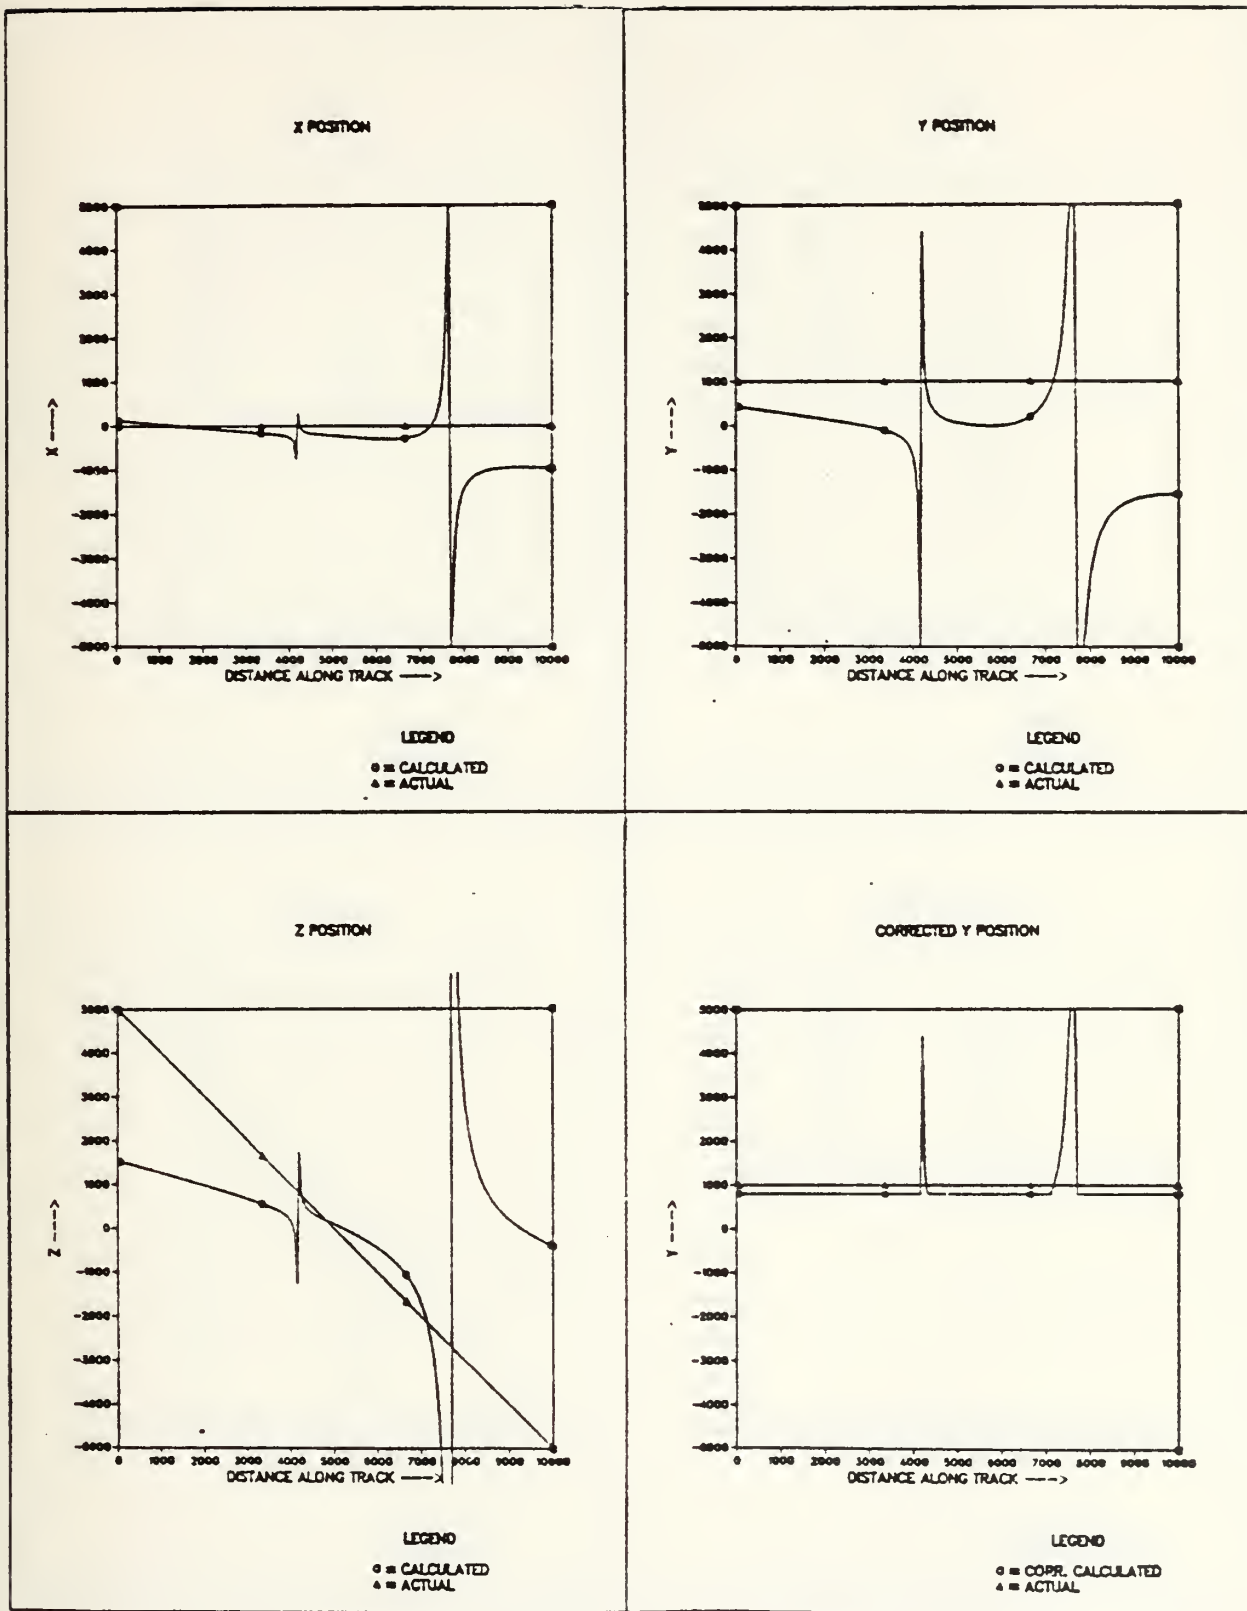 X POSITION
5000
4000
3000
2000
1000
0
-1000
-2000
-3000
-4000
-5000
X ---->
0 1000 2000 3000 4000 5000 6000 7000 8000 9000 10000
DISTANCE ALONG TRACK ---->
LEGEND
o = CALCULATED
▵ = ACTUAL
Y POSITION
5000
4000
3000
2000
1000
0
-1000
-2000
-3000
-4000
-5000
Y ---->
0 1000 2000 3000 4000 5000 6000 7000 8000 9000 10000
DISTANCE ALONG TRACK ---->
LEGEND
o = CALCULATED
▵ = ACTUAL
Z POSITION
5000
4000
3000
2000
1000
0
-1000
-2000
-3000
-4000
-5000
Z ---->
0 1000 2000 3000 4000 5000 6000 7000 8000 9000 10000
DISTANCE ALONG TRACK ---->
LEGEND
o = CALCULATED
▵ = ACTUAL
CORRECTED Y POSITION
5000
4000
3000
2000
1000
0
-1000
-2000
-3000
-4000
-5000
Y ---->
0 1000 2000 3000 4000 5000 6000 7000 8000 9000 10000
DISTANCE ALONG TRACK ---->
LEGEND
o = CORR. CALCULATED
▵ = ACTUAL